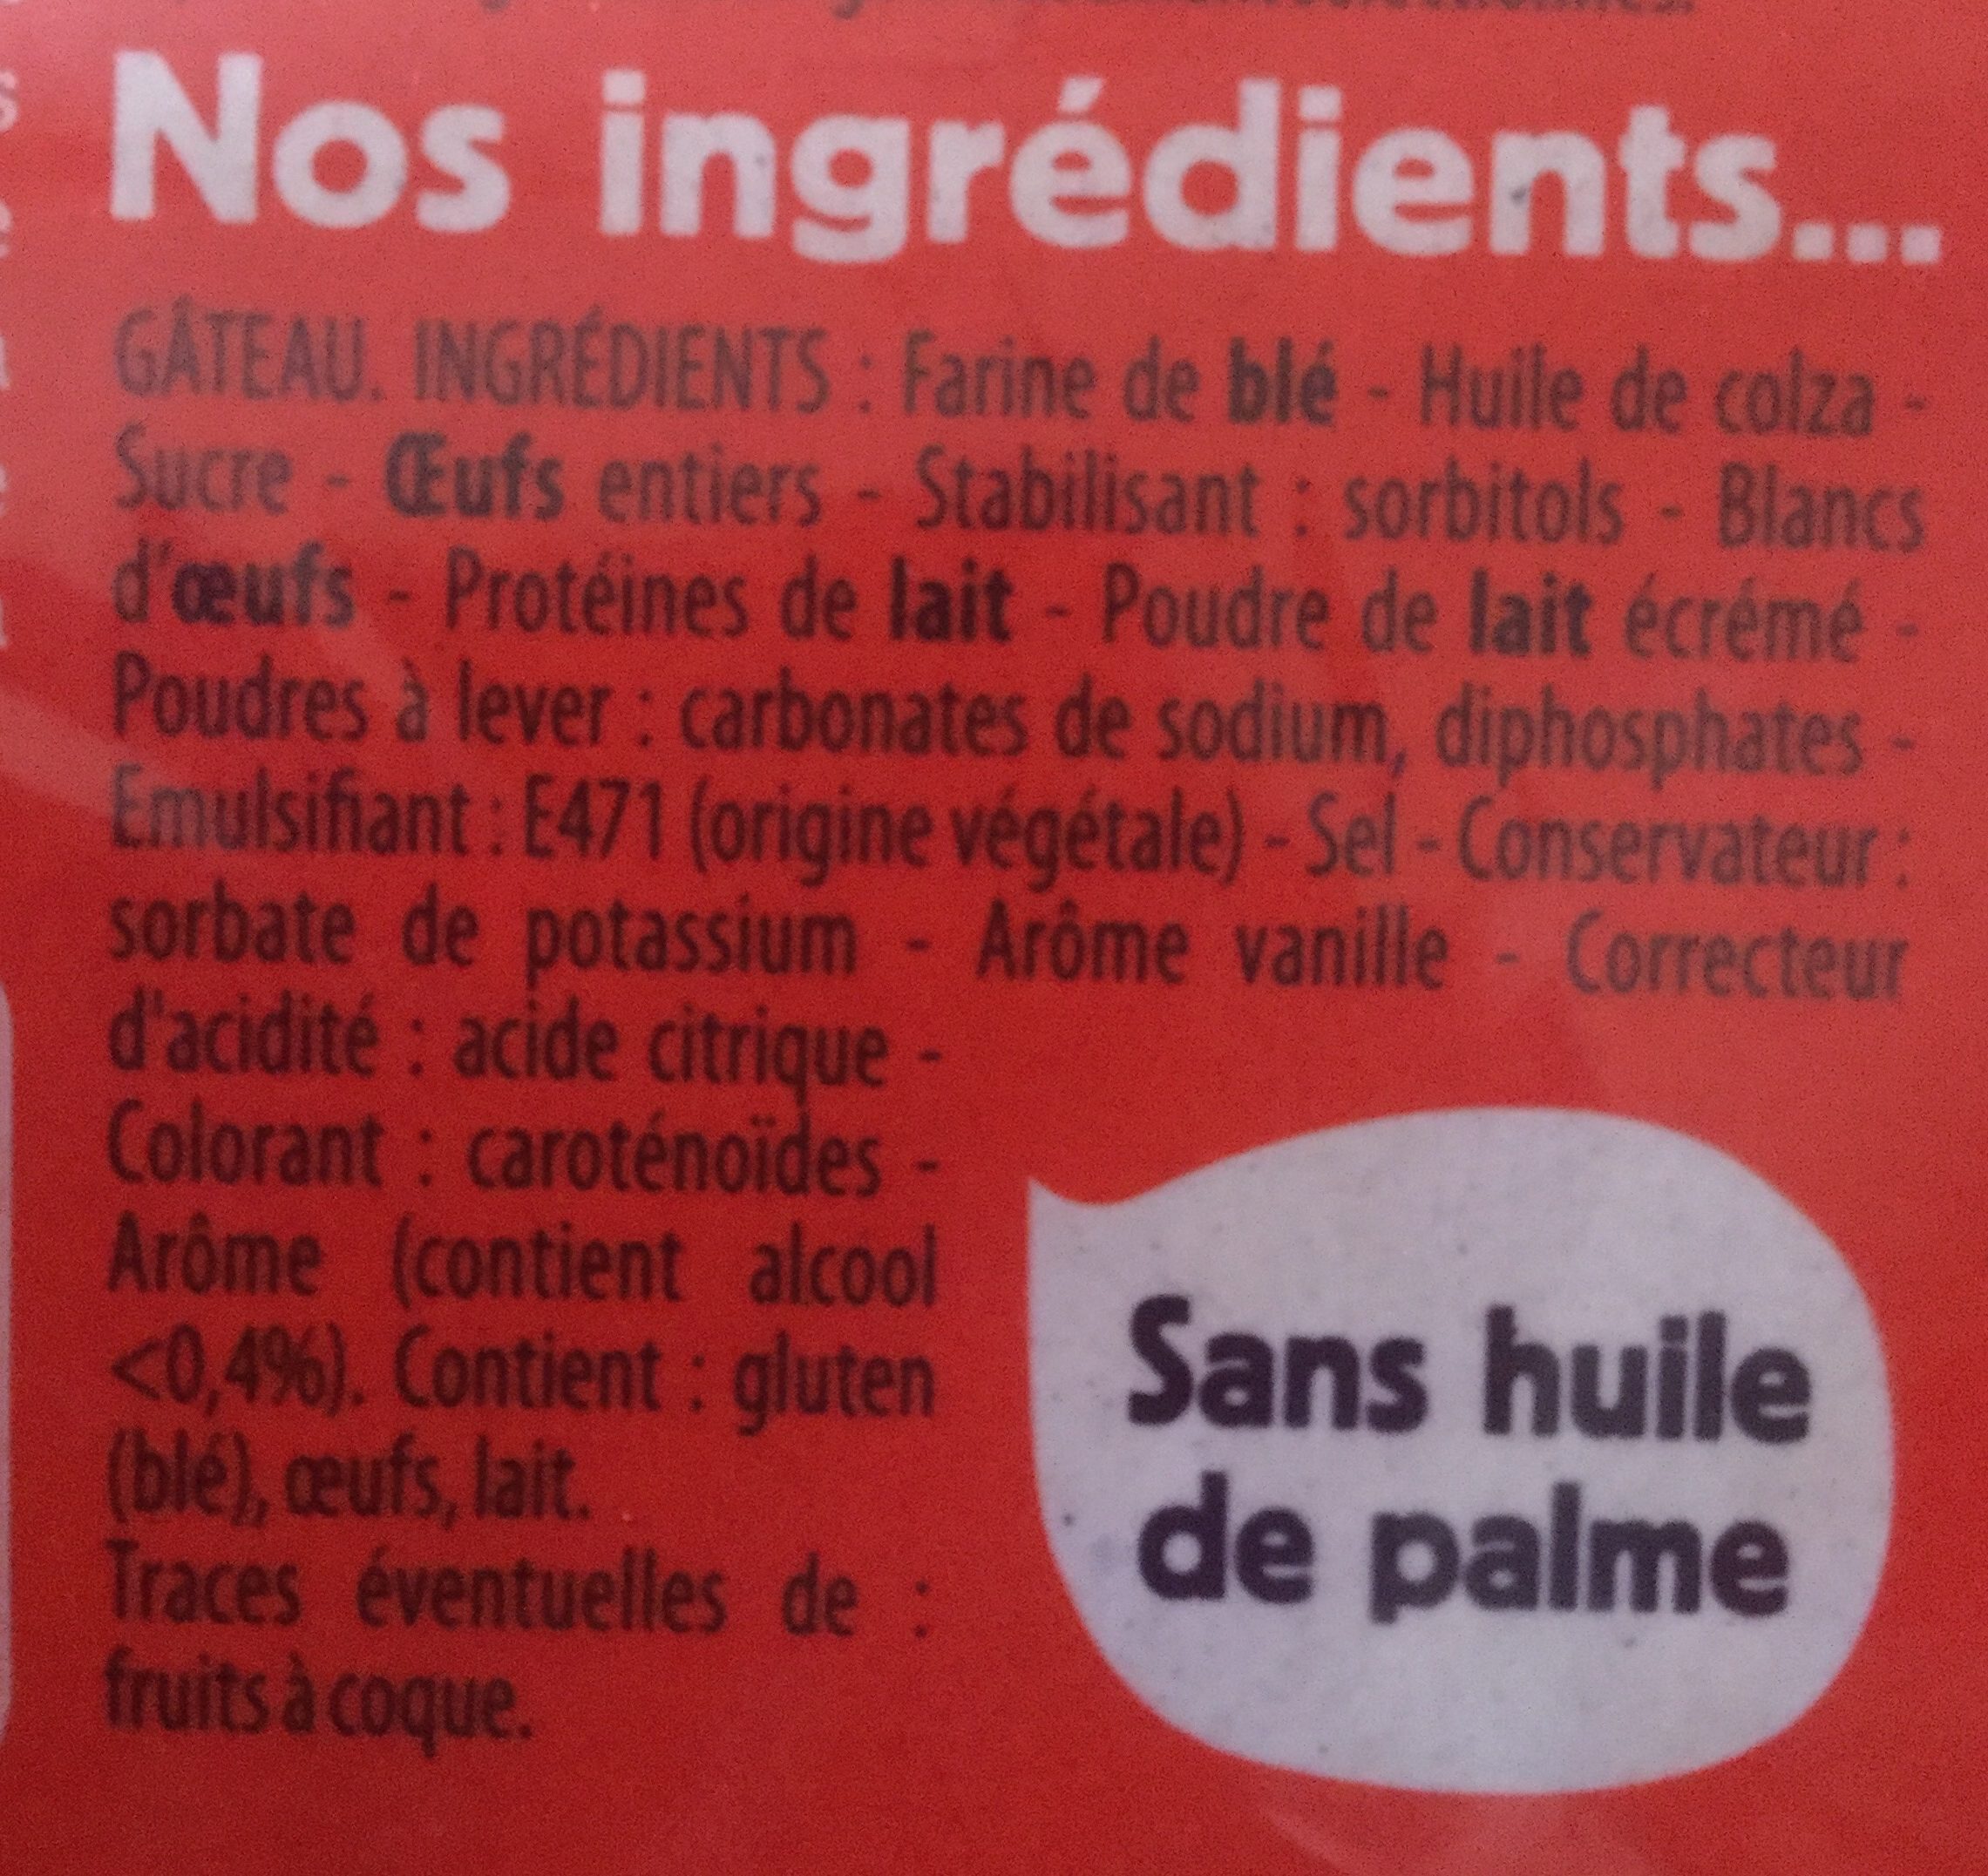 Nos ingrédients...
GÂTEAU. INGRÉDIENTS : Farine de blé - Huile de colza -
Sucre - Œufs entiers - Stabilisant : sorbitols - Blancs
d'œufs - Protéines de lait - Poudre de lait écrémé -
Poudres à lever : carbonates de sodium, diphosphates -
Emulsifiant : E471 (origine végétale) - Sel - Conservateur :
sorbate de potassium - Arôme vanille - Correcteur
d'acidité : acide citrique -
Colorant : caroténoïdes -
Arôme (contient alcool
<0,4%). Contient : gluten
(blé), œufs, lait.
Traces éventuelles de :
fruits à coque.
Sans huile
de palme